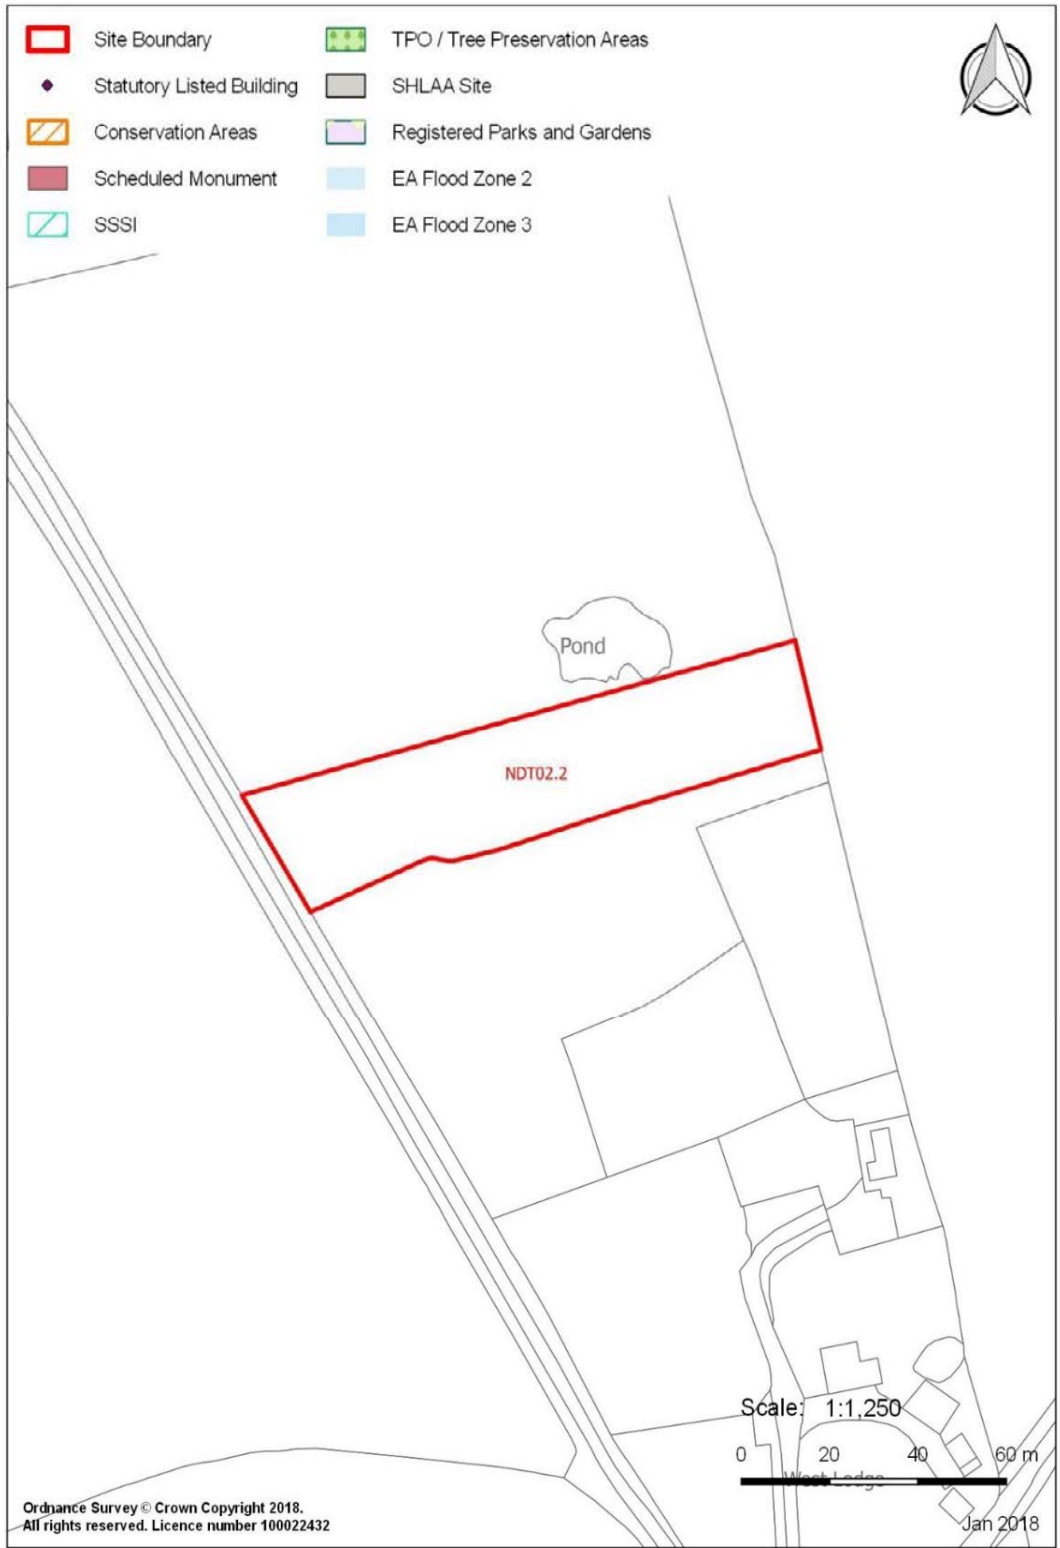 Site Boundary
Statutory Listed Building
Conservation Areas
Scheduled Monument
SSSI
TPO / Tree Preservation Areas
SHLAA Site
Registered Parks and Gardens
EA Flood Zone 2
EA Flood Zone 3
Pond
NDT02.2
Scale: 1:1,250
0 20 40 60 m
West Lodge
Ordnance Survey © Crown Copyright 2018.
All rights reserved. Licence number 100022432
Jan 2018